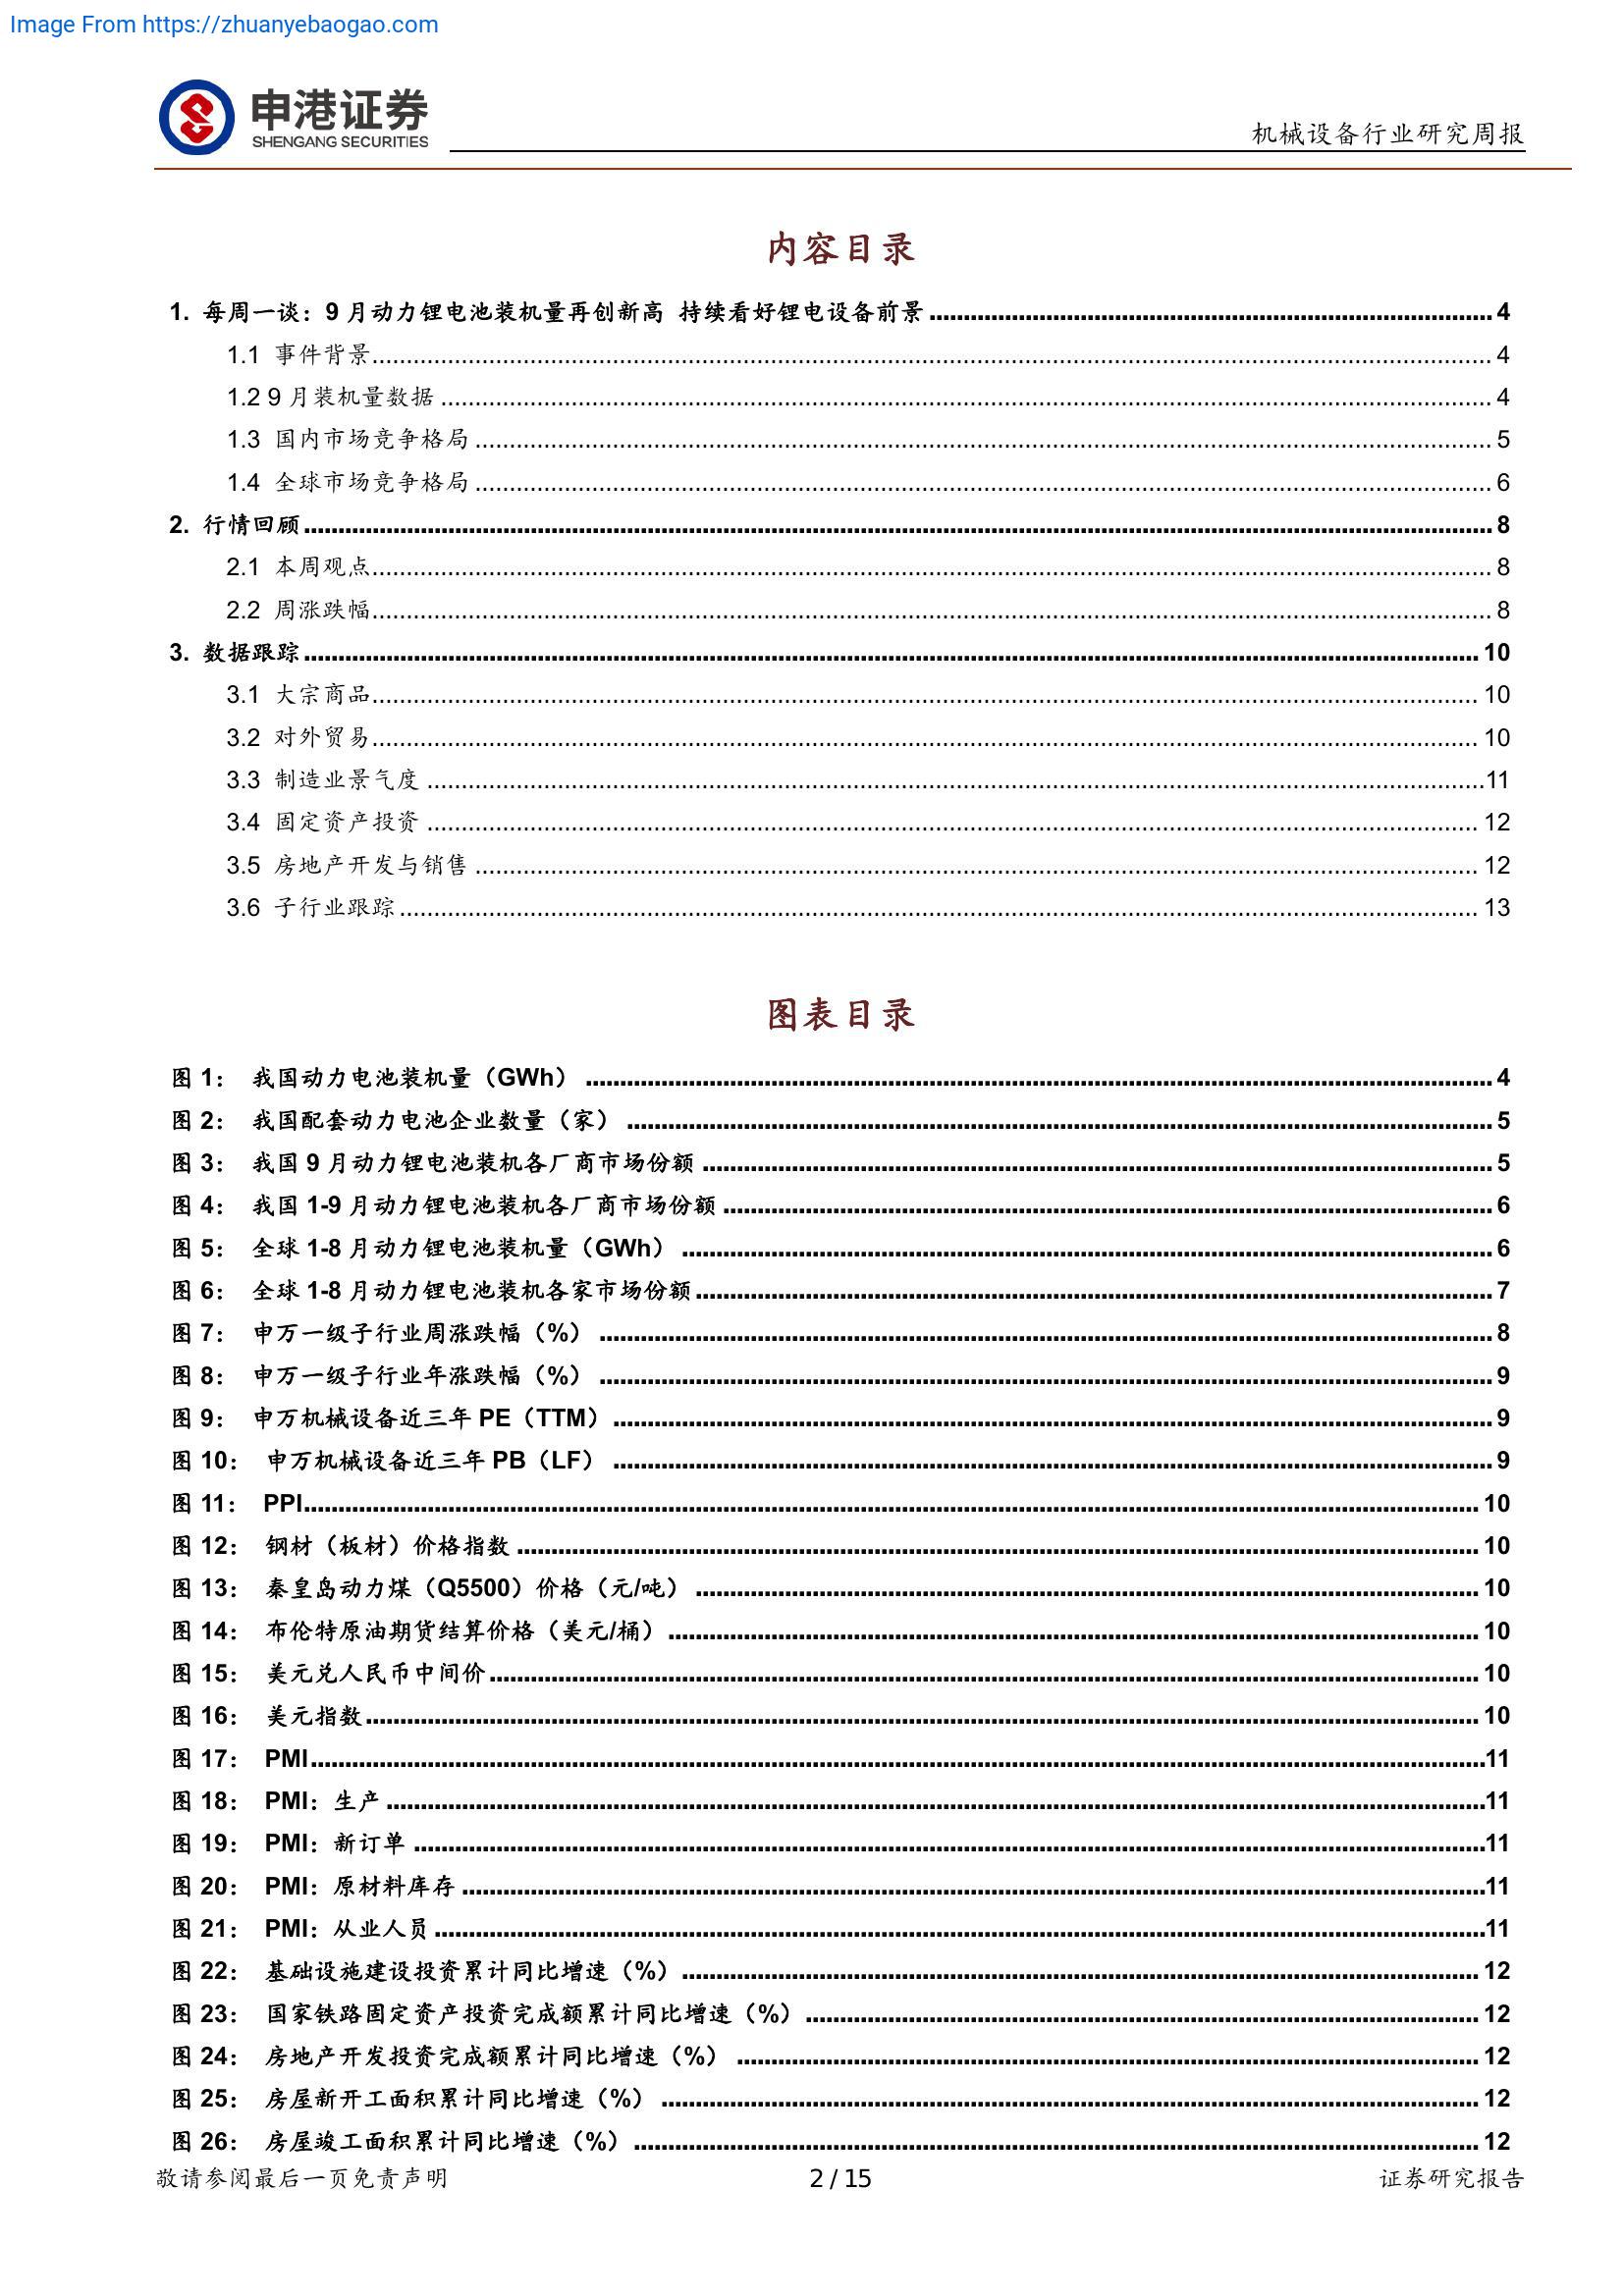 Image From https://zhuanyebaogao.com
申港证券
SHENGANG SECURITIES
机械设备行业研究周报
内容目录
1. 每周一谈：9 月动力锂电池装机量再创新高 持续看好锂电设备前景 4
1.1 事件背景 4
1.2 9 月装机量数据 4
1.3 国内市场竞争格局 5
1.4 全球市场竞争格局 6
2. 行情回顾 8
2.1 本周观点 8
2.2 周涨跌幅 8
3. 数据跟踪 10
3.1 大宗商品 10
3.2 对外贸易 10
3.3 制造业景气度 11
3.4 固定资产投资 12
3.5 房地产开发与销售 12
3.6 子行业跟踪 13
图表目录
图 1： 我国动力电池装机量（GWh） 4
图 2： 我国配套动力电池企业数量（家） 5
图 3： 我国 9 月动力锂电池装机各厂商市场份额 5
图 4： 我国 1-9 月动力锂电池装机各厂商市场份额 6
图 5： 全球 1-8 月动力锂电池装机量（GWh） 6
图 6： 全球 1-8 月动力锂电池装机各家市场份额 7
图 7： 申万一级子行业周涨跌幅（%） 8
图 8： 申万一级子行业年涨跌幅（%） 9
图 9： 申万机械设备近三年 PE（TTM） 9
图 10： 申万机械设备近三年 PB（LF） 9
图 11： PPI 10
图 12： 钢材（板材）价格指数 10
图 13： 秦皇岛动力煤（Q5500）价格（元/吨） 10
图 14： 布伦特原油期货结算价格（美元/桶） 10
图 15： 美元兑人民币中间价 10
图 16： 美元指数 10
图 17： PMI 11
图 18： PMI：生产 11
图 19： PMI：新订单 11
图 20： PMI：原材料库存 11
图 21： PMI：从业人员 11
图 22： 基础设施建设投资累计同比增速（%） 12
图 23： 国家铁路固定资产投资完成额累计同比增速（%） 12
图 24： 房地产开发投资完成额累计同比增速（%） 12
图 25： 房屋新开工面积累计同比增速（%） 12
图 26： 房屋竣工面积累计同比增速（%） 12
敬请参阅最后一页免责声明 2 / 15 证券研究报告